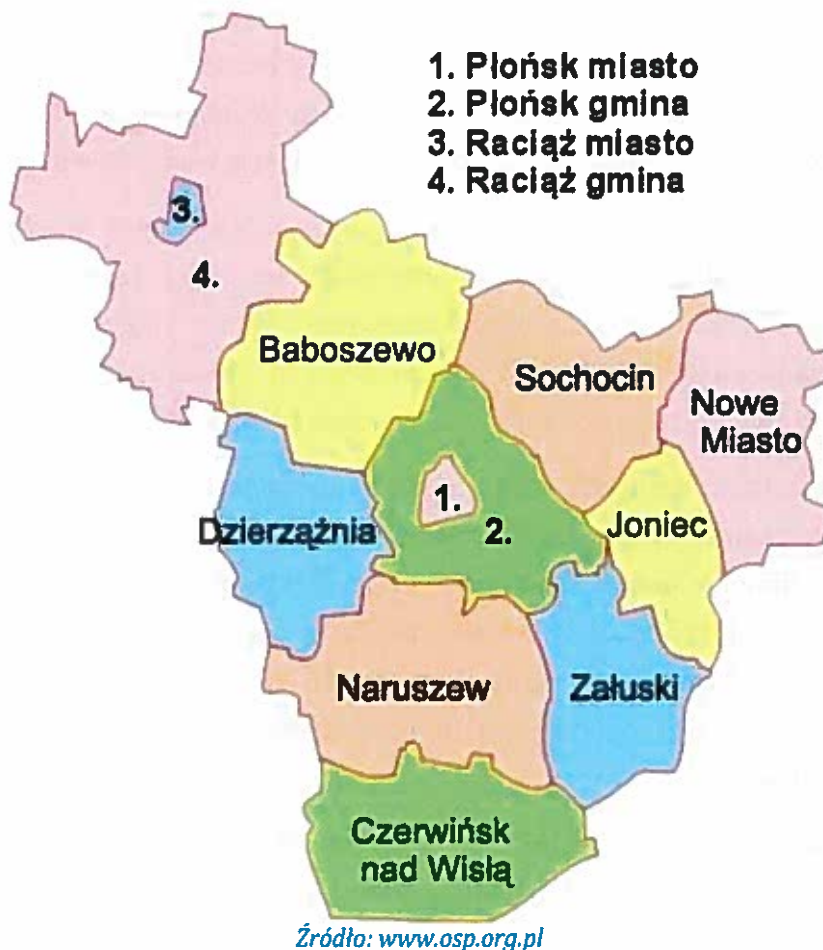 1. Płońsk miasto
2. Płońsk gmina
3. Raciąż miasto
4. Raciąż gmina
3.
4.
Baboszewo
Sochocin
Nowe
Miasto
1.
2.
Dzierzążnia
Joniec
Naruszew
Załuski
Czerwińsk
nad Wisłą
Źródło: www.osp.org.pl